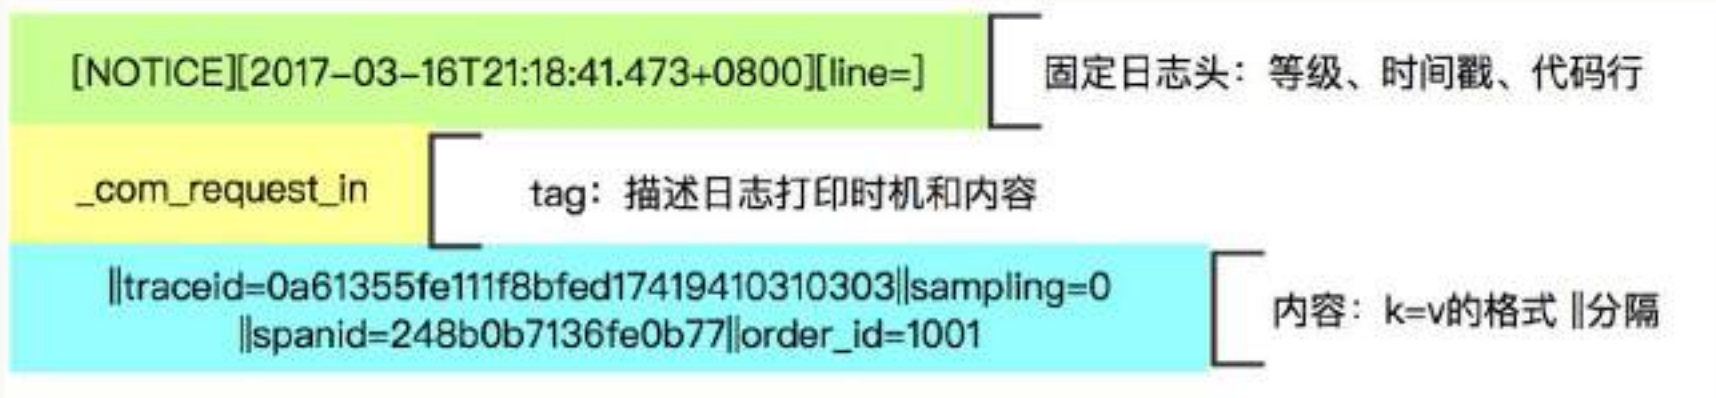 [NOTICE][2017-03-16T21:18:41.473+0800][line=] 固定日志头：等级、时间戳、代码行
_com_request_in tag：描述日志打印时机和内容
||traceid=0a61355fe111f8bfed17419410310303||sampling=0
||spanid=248b0b7136fe0b77||order_id=1001
内容：k=v的格式 ||分隔